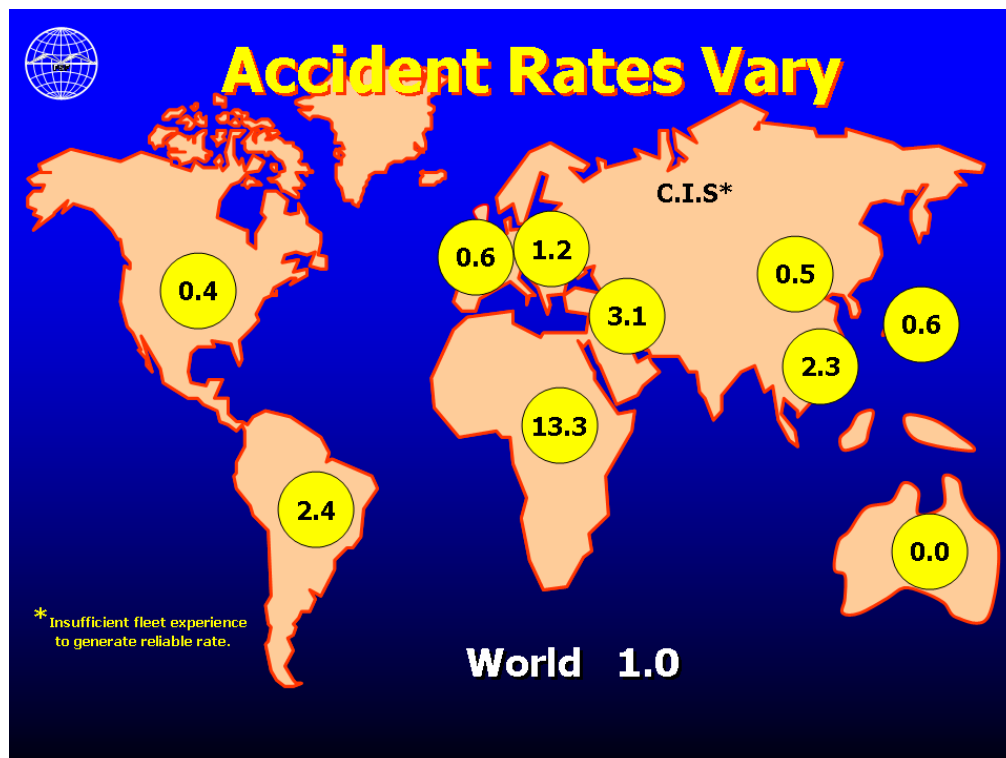 Accident Rates Vary
C.I.S*
0.6
1.2
0.4
0.5
3.1
0.6
2.3
13.3
2.4
0.0
*Insufficient fleet experience
to generate reliable rate.
World 1.0